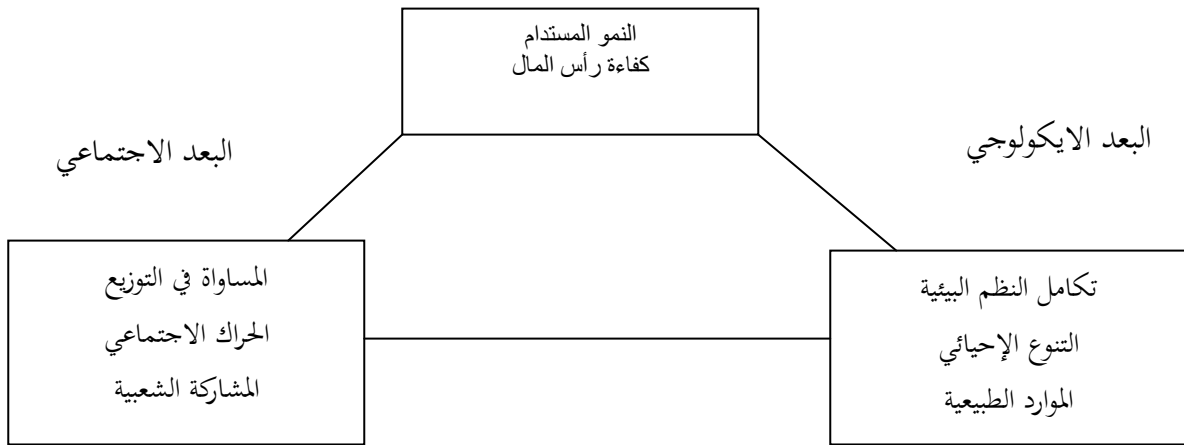 النمو المستدام
كفاءة رأس المال
البعد الايكولوجي
البعد الاجتماعي
تكامل النظم البيئية
التنوع الإحيائي
الموارد الطبيعية
المساواة في التوزيع
الحراك الاجتماعي
المشاركة الشعبية